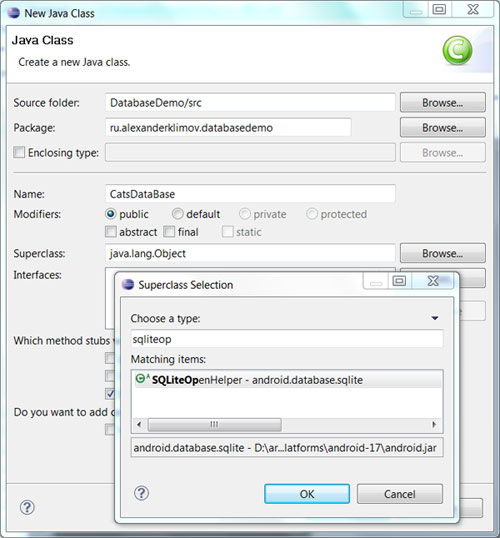 New Java Class
Java Class
Create a new Java class.
Source folder: DatabaseDemo/src Browse...
Package: ru.alexanderklimov.databasedemo Browse...
Enclosing type: Browse...
Name: CatsDataBase
Modifiers: public default private protected
abstract final static
Superclass: java.lang.Object Browse...
Interfaces:
Which method stubs
Do you want to add
Superclass Selection
Choose a type:
sqliteop
Matching items:
SQLiteOpenHelper - android.database.sqlite
android.database.sqlite - D:\ar...latforms\android-17\android.jar
OK Cancel